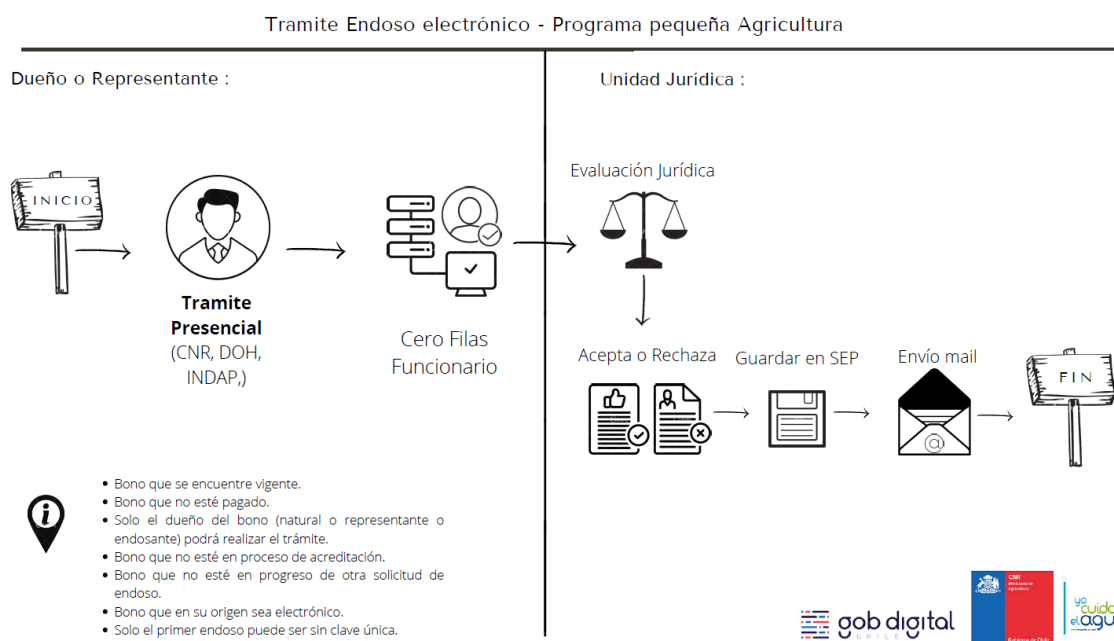 Tramite Endoso electrónico - Programa pequeña Agricultura
Dueño o Representante :
Unidad Jurídica :
INICIO
Tramite
Presencial
(CNR, DOH,
INDAP,)
Cero Filas
Funcionario
Evaluación Jurídica
Acepta o Rechaza
Guardar en SEP
Envío mail
@
FIN
i
• Bono que se encuentre vigente.
• Bono que no esté pagado.
• Solo el dueño del bono (natural o representante o
endosante) podrá realizar el trámite.
• Bono que no esté en proceso de acreditación.
• Bono que no esté en progreso de otra solicitud de
endoso.
• Bono que en su origen sea electrónico.
• Solo el primer endoso puede ser sin clave única.
gob digital
CHILE
CNR
Ministerio de
Agricultura
Gobierno de Chile
yo
cuido
el agua